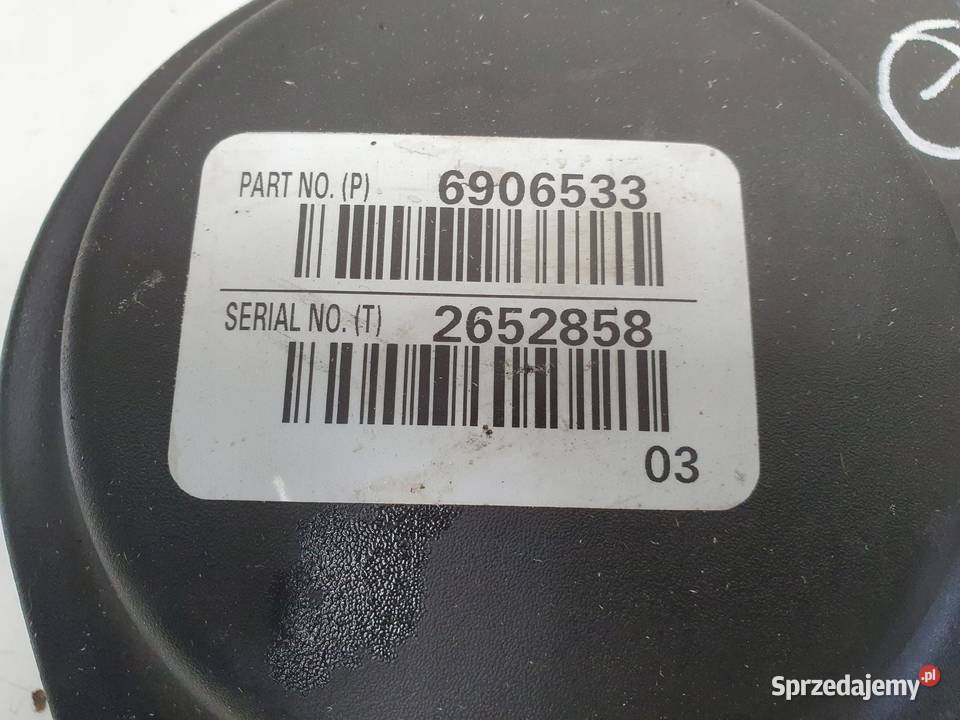 PART NO. (P) 6906533
SERIAL NO. (T) 2652858
03
Sprzedajemy.pl